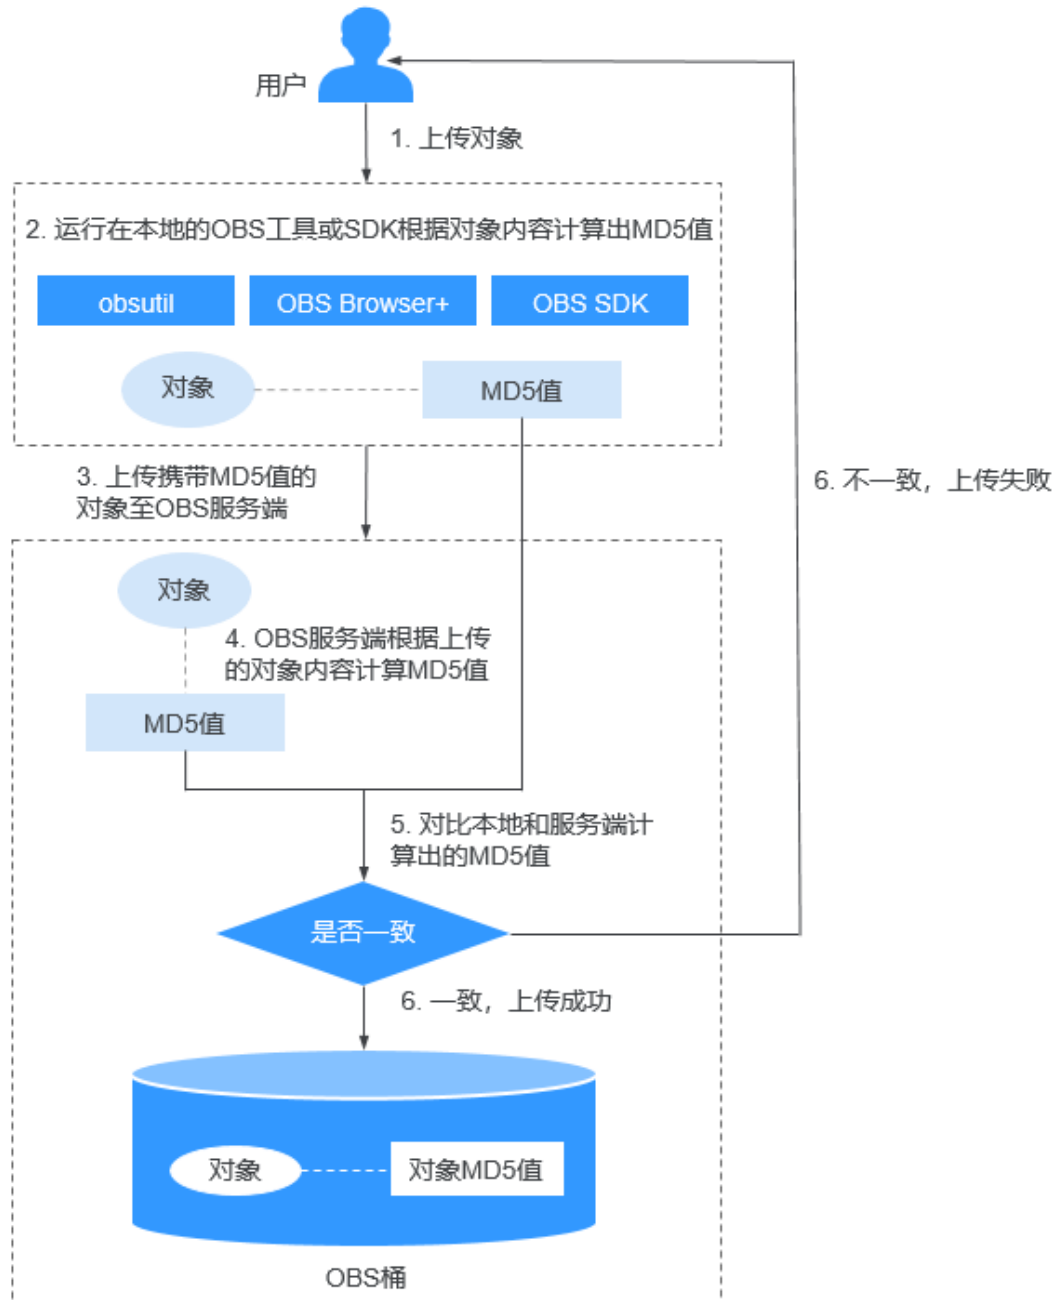 用户
1. 上传对象
2. 运行在本地的OBS工具或SDK根据对象内容计算出MD5值
obsutil
OBS Browser+
OBS SDK
对象
MD5值
3. 上传携带MD5值的
对象至OBS服务端
6. 不一致，上传失败
对象
4. OBS服务端根据上传
的对象内容计算MD5值
MD5值
5. 对比本地和服务端计
算出的MD5值
是否一致
6. 一致，上传成功
对象
对象MD5值
OBS桶